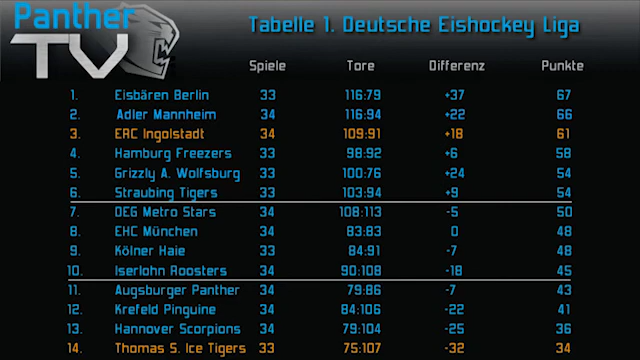 Panther
TV
Tabelle 1. Deutsche Eishockey Liga
Spiele Tore Differenz Punkte
1. Eisbären Berlin 33 116:79 +37 67
2. Adler Mannheim 34 116:94 +22 66
3. ERC Ingolstadt 34 109:91 +18 61
4. Hamburg Freezers 33 98:92 +6 58
5. Grizzly A. Wolfsburg 33 100:76 +24 54
6. Straubing Tigers 33 103:94 +9 54
7. DEG Metro Stars 34 108:113 -5 50
8. EHC München 34 83:83 0 48
9. Kölner Haie 33 84:91 -7 48
10. Iserlohn Roosters 34 90:108 -18 45
11. Augsburger Panther 34 79:86 -7 43
12. Krefeld Pinguine 34 84:106 -22 41
13. Hannover Scorpions 34 79:104 -25 36
14. Thomas S. Ice Tigers 33 75:107 -32 34